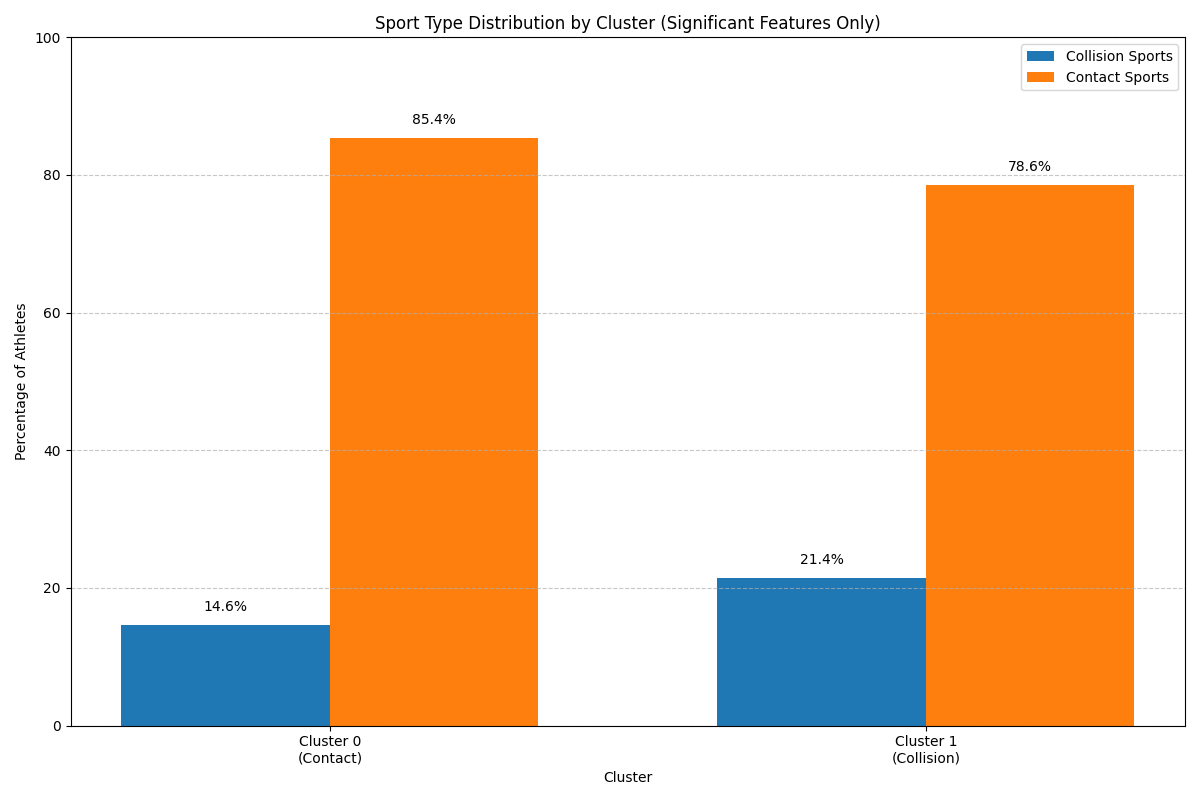 Sport Type Distribution by Cluster (Significant Features Only)
Collision Sports
Contact Sports
Percentage of Athletes
100
80
60
40
20
0
14.6%
85.4%
21.4%
78.6%
Cluster 0
(Contact)
Cluster 1
(Collision)
Cluster